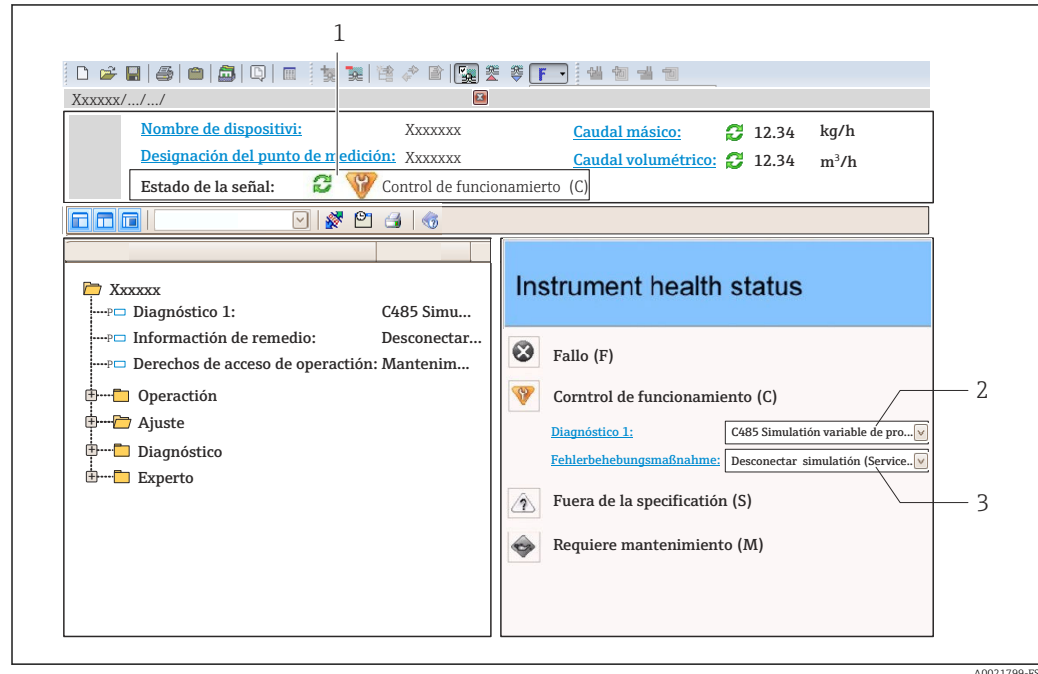 1
F
Xxxxxx/.../.../
Nombre de dispositivi: Xxxxxxx Caudal másico: 12.34 kg/h
Designación del punto de medición: Xxxxxxx Caudal volumétrico: 12.34 m³/h
Estado de la señal: Control de funcionamierto (C)
Xxxxxx
Diagnóstico 1: C485 Simu...
Informactión de remedio: Desconectar...
Derechos de acceso de operactión: Mantenim...
Operactión
Ajuste
Diagnóstico
Experto
Instrument health status
Fallo (F)
Corntrol de funcionamiento (C)
2
Diagnóstico 1: C485 Simulatión variable de pro...
Fehlerbehebungsmaßnahme: Desconectar simulatión (Service..
Fuera de la specificatión (S)
3
Requiere mantenimiento (M)
A0021799-ES